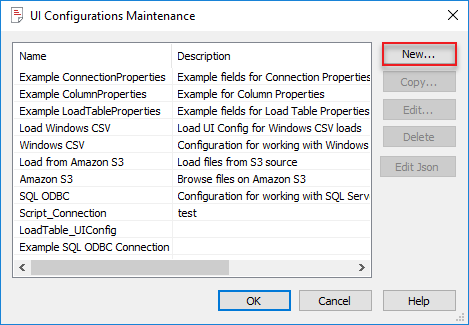 UI Configurations Maintenance
Name Description
Example ConnectionProperties Example fields for Connection Properties
Example ColumnProperties Example for Column Properties
Example LoadTableProperties Example fields for Load Table Properties
Load Windows CSV Load UI Config for Windows CSV loads
Windows CSV Configuration for working with Windows
Load from Amazon S3 Load files from S3 source
Amazon S3 Browse files on Amazon S3
SQL ODBC Configuration for working with SQL Serv
Script_Connection test
LoadTable_UIConfig
Example SQL ODBC Connection
New...
Copy...
Edit...
Delete
Edit Json
OK Cancel Help